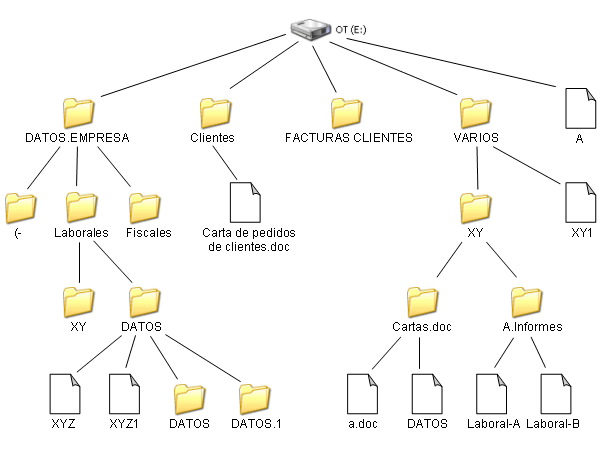 OT (E:)
DATOS.EMPRESA
Clientes
FACTURAS CLIENTES
VARIOS
A
(-
Laborales
Fiscales
Carta de pedidos
de clientes.doc
XY
XY1
XY
DATOS
Cartas.doc
A.Informes
XYZ
XYZ1
DATOS
DATOS.1
a.doc
DATOS
Laboral-A
Laboral-B